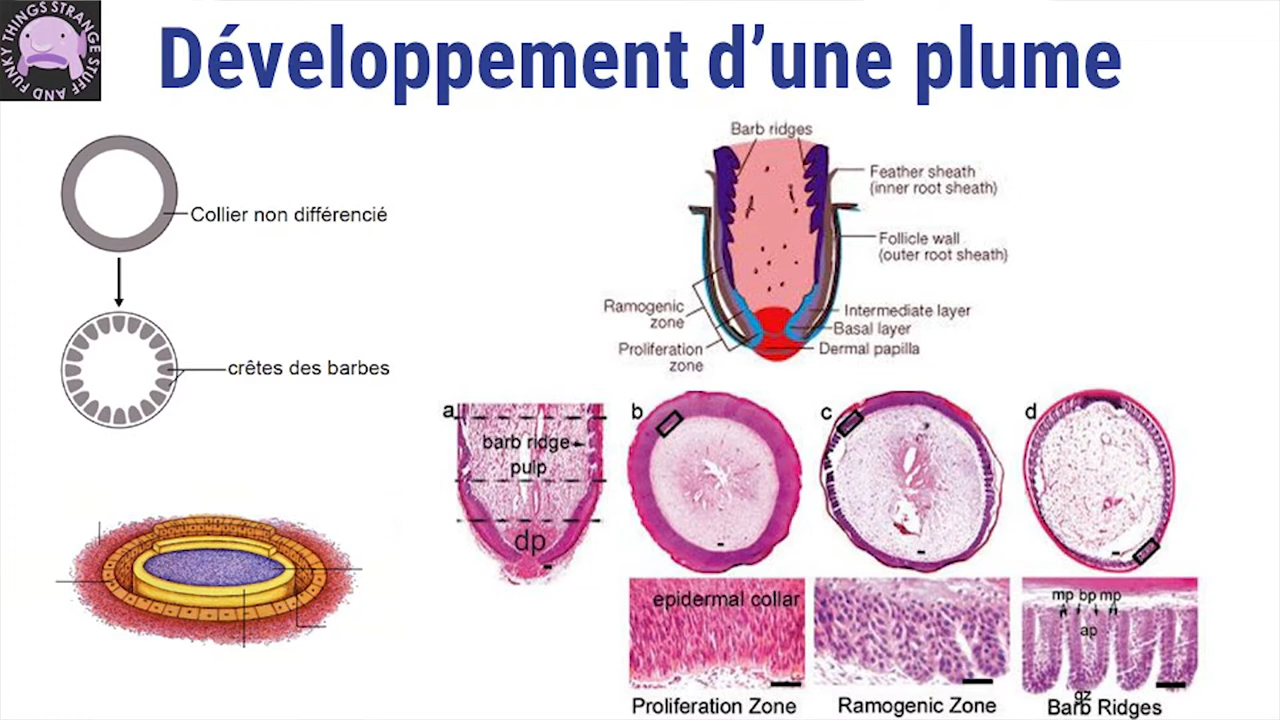 FUNKY THINGS STRANGE STUFF AND
Développement d’une plume
Collier non différencié
crêtes des barbes
Barb ridges
Feather sheath
(inner root sheath)
Follicle wall
(outer root sheath)
Ramogenic
zone
Intermediate layer
Basal layer
Proliferation
zone
Dermal papilla
a
barb ridge
pulp
dp
b
c
d
epidermal collar
mp bp mp
ap
gz
Proliferation Zone
Ramogenic Zone
Barb Ridges